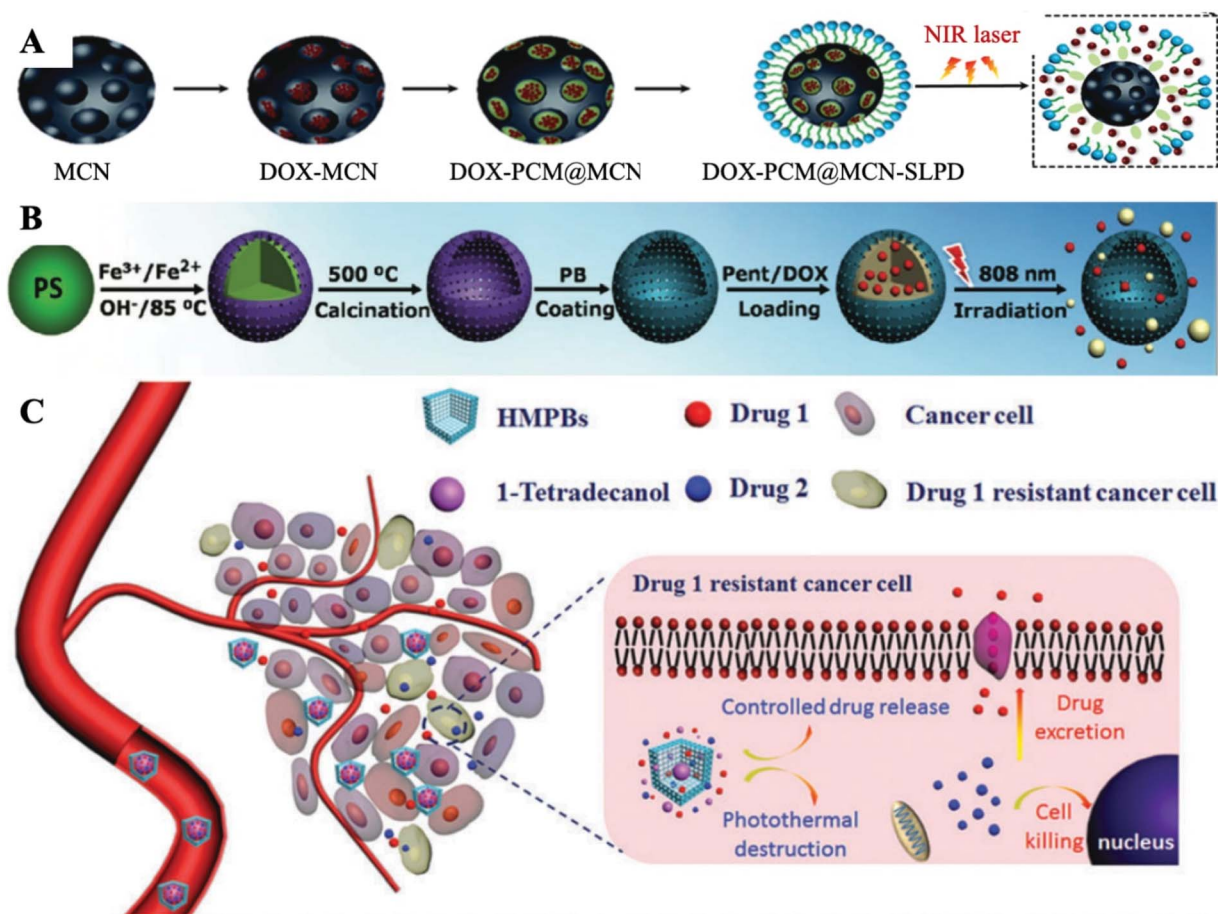 A
NIR laser
MCN
DOX-MCN
DOX-PCM@MCN
DOX-PCM@MCN-SLPD
B
PS
Fe³⁺/Fe²⁺
OH⁻/85 ºC
500 ºC
Calcination
PB
Coating
Pent/DOX
Loading
808 nm
Irradiation
C
HMPBs
Drug 1
Cancer cell
1-Tetradecanol
Drug 2
Drug 1 resistant cancer cell
Drug 1 resistant cancer cell
Controlled drug release
Drug
excretion
Photothermal
destruction
Cell
killing
nucleus